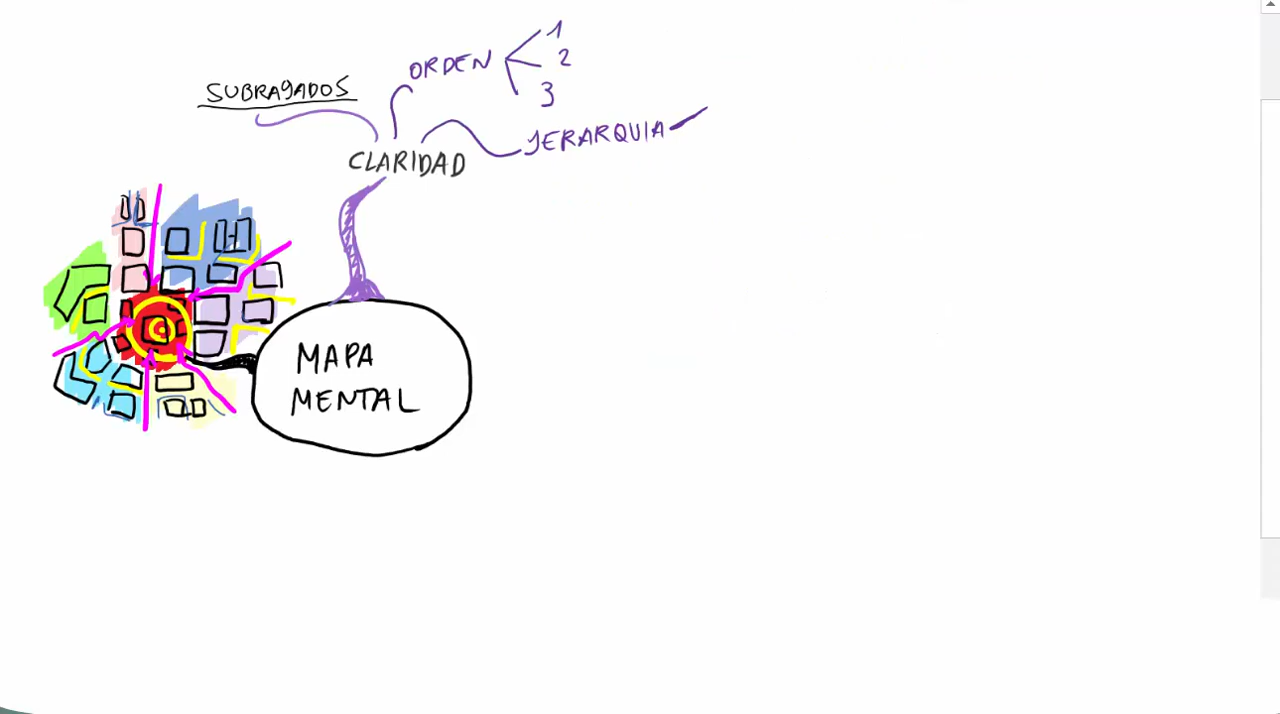 ORDEN
1
2
3
SUBRAYADOS
JERARQUIA
CLARIDAD
MAPA
MENTAL